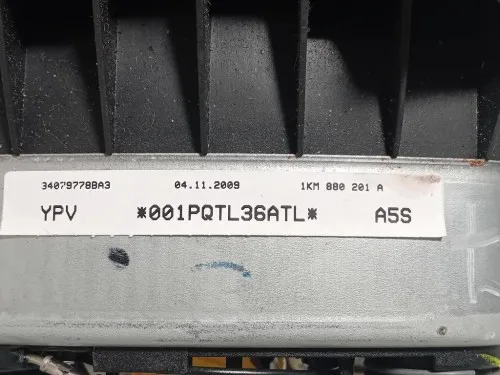 34079778BA3 04.11.2009 1KM 880 201 A
YPV *001PQTL36ATL* A5S